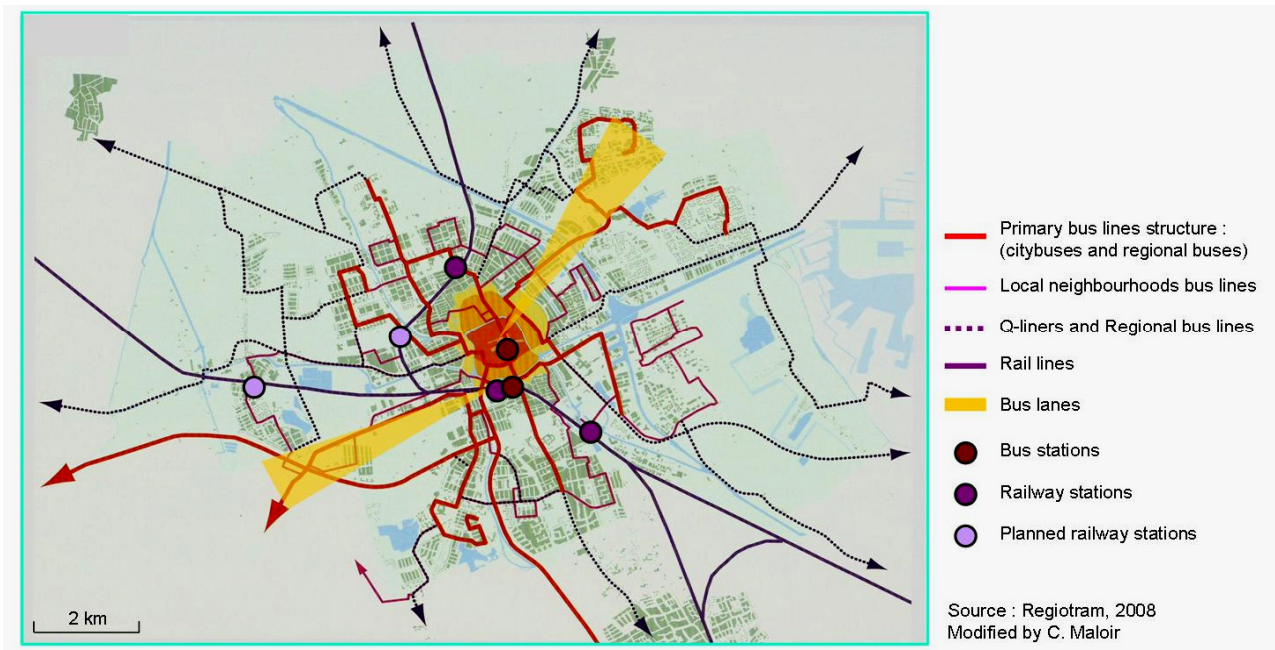 Primary bus lines structure :
(citybuses and regional buses)
Local neighbourhoods bus lines
Q-liners and Regional bus lines
Rail lines
Bus lanes
Bus stations
Railway stations
Planned railway stations
2 km
Source : Regiotram, 2008
Modified by C. Maloir